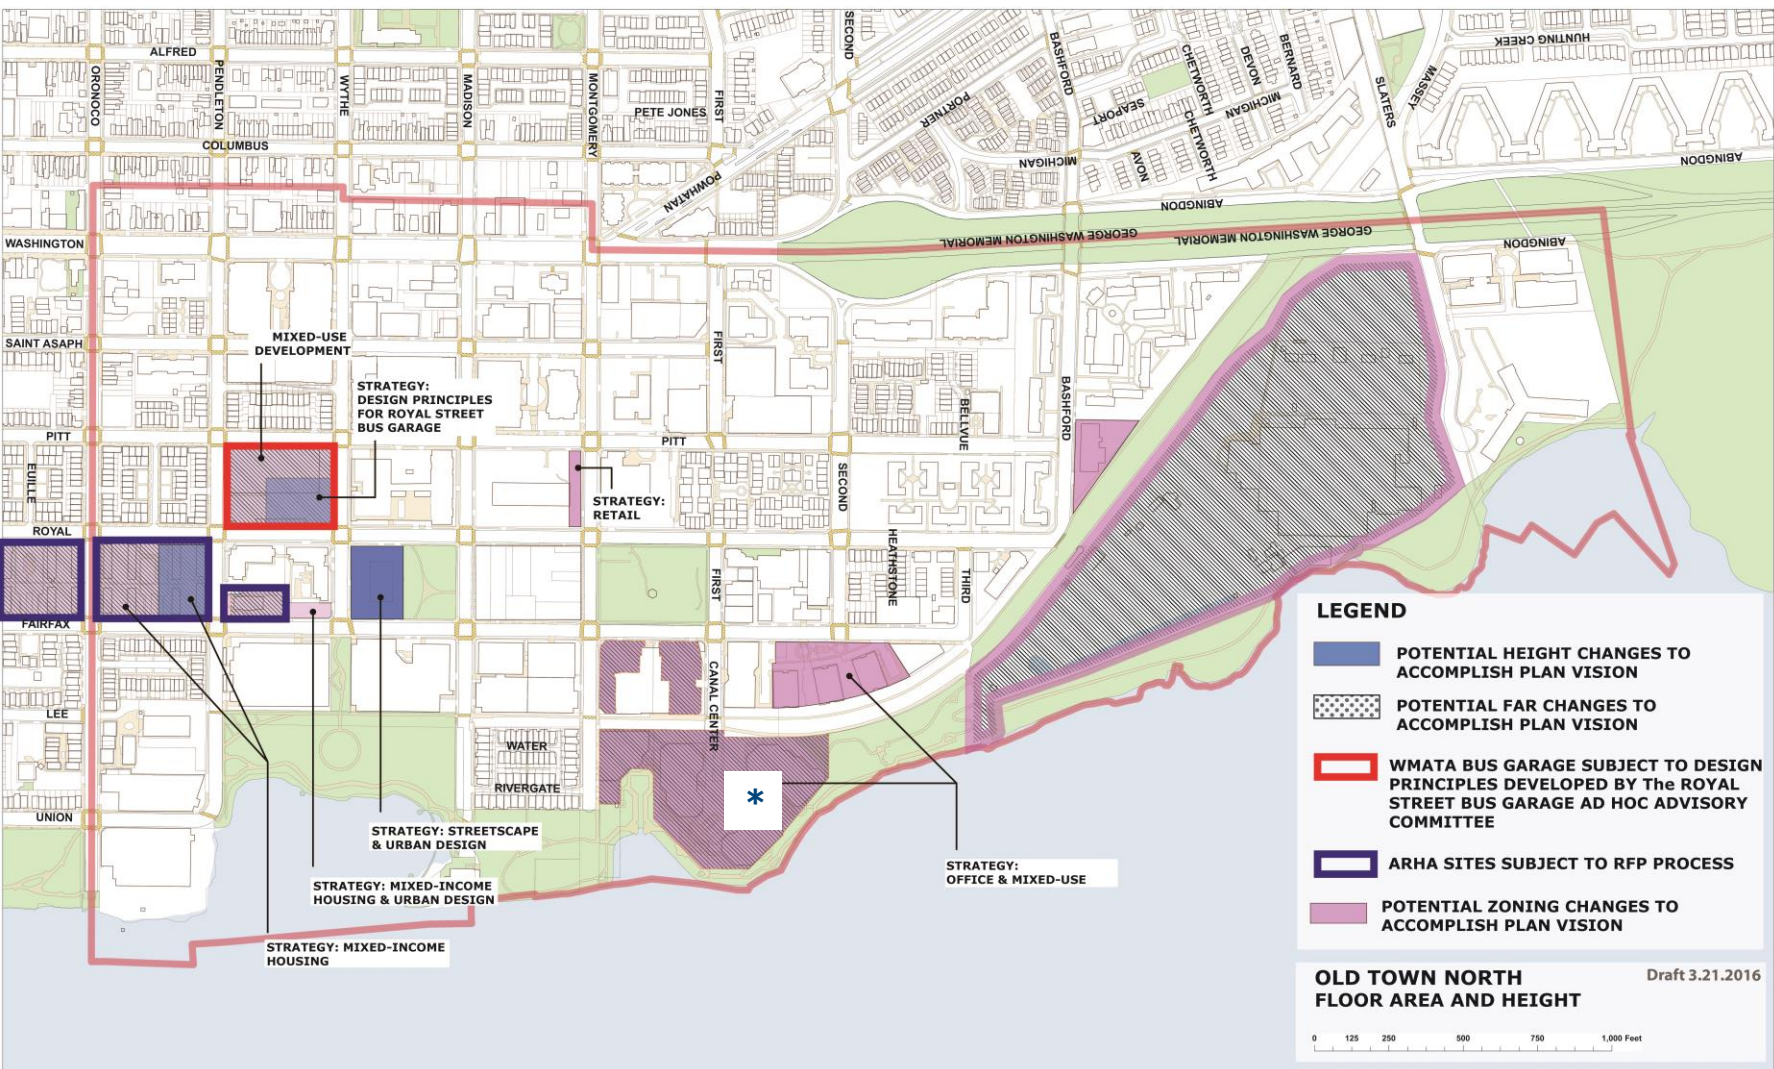 ALFRED
ORONOCO
PENDLETON
WYTHE
MADISON
MONTGOMERY
PETE JONES
FIRST
SECOND
COLUMBUS
POWHATAN
PORTNER
BASHFORD
SEAPORT
CHETWORTH
DEVON
BERNARD
MICHIGAN
CHETWORTH
AVON
MICHIGAN
SLATERS
MASSEY
HUNTING CREEK
ABINGDON
ABINGDON
WASHINGTON
GEORGE WASHINGTON MEMORIAL
GEORGE WASHINGTON MEMORIAL
ABINGDON
SAINT ASAPH
MIXED-USE
DEVELOPMENT
FIRST
STRATEGY:
DESIGN PRINCIPLES
FOR ROYAL STREET
BUS GARAGE
BASHFORD
BELLVUE
PITT
PITT
EUILLE
SECOND
STRATEGY:
RETAIL
ROYAL
HEATHSTONE
THIRD
FIRST
FAIRFAX
CANAL CENTER
LEE
WATER
RIVERGATE
*
UNION
STRATEGY: STREETSCAPE
& URBAN DESIGN
STRATEGY:
OFFICE & MIXED-USE
STRATEGY: MIXED-INCOME
HOUSING & URBAN DESIGN
STRATEGY: MIXED-INCOME
HOUSING
LEGEND
POTENTIAL HEIGHT CHANGES TO
ACCOMPLISH PLAN VISION
POTENTIAL FAR CHANGES TO
ACCOMPLISH PLAN VISION
WMATA BUS GARAGE SUBJECT TO DESIGN
PRINCIPLES DEVELOPED BY The ROYAL
STREET BUS GARAGE AD HOC ADVISORY
COMMITTEE
ARHA SITES SUBJECT TO RFP PROCESS
POTENTIAL ZONING CHANGES TO
ACCOMPLISH PLAN VISION
OLD TOWN NORTH
FLOOR AREA AND HEIGHT
Draft 3.21.2016
0 125 250 500 750 1,000 Feet